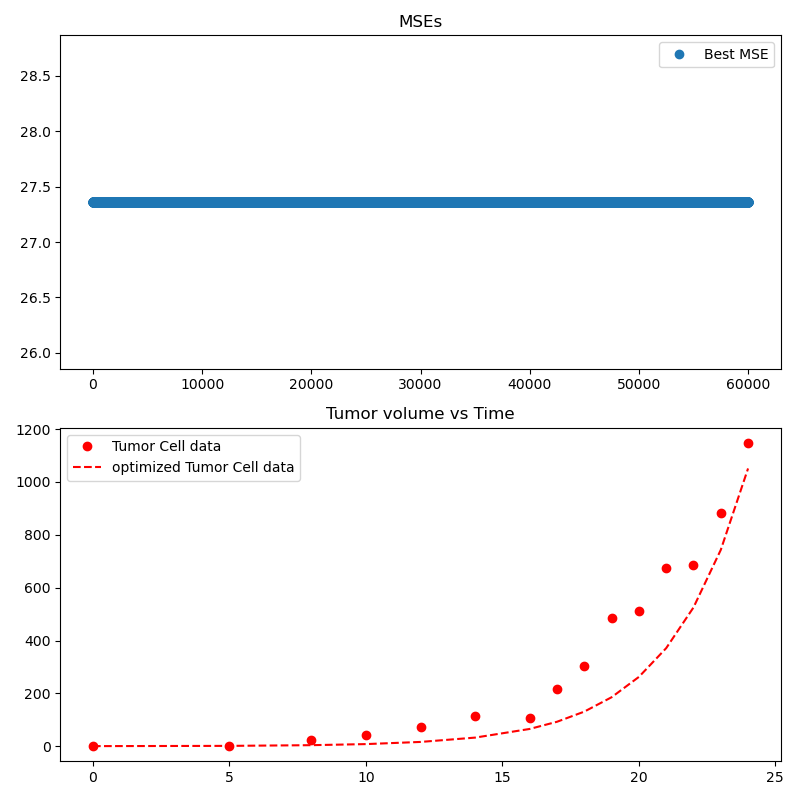 MSEs
Best MSE
28.5
28.0
27.5
27.0
26.5
26.0
0 10000 20000 30000 40000 50000 60000
Tumor volume vs Time
Tumor Cell data
optimized Tumor Cell data
1200
1000
800
600
400
200
0
0 5 10 15 20 25